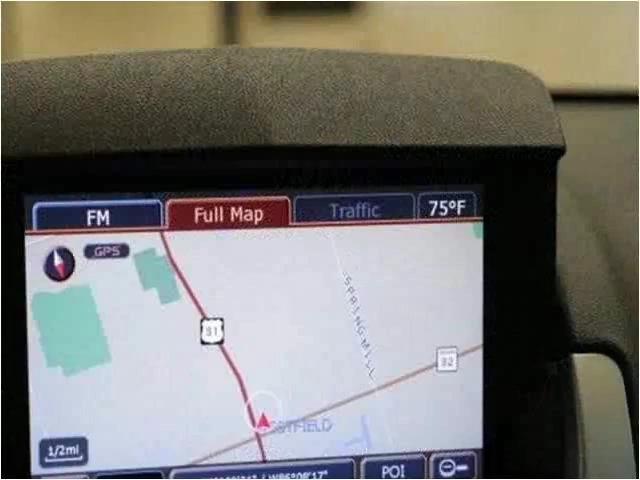 FM
Full Map
Traffic
75°F
GPS
31
SPRING MILL
32
1/2mi
POI